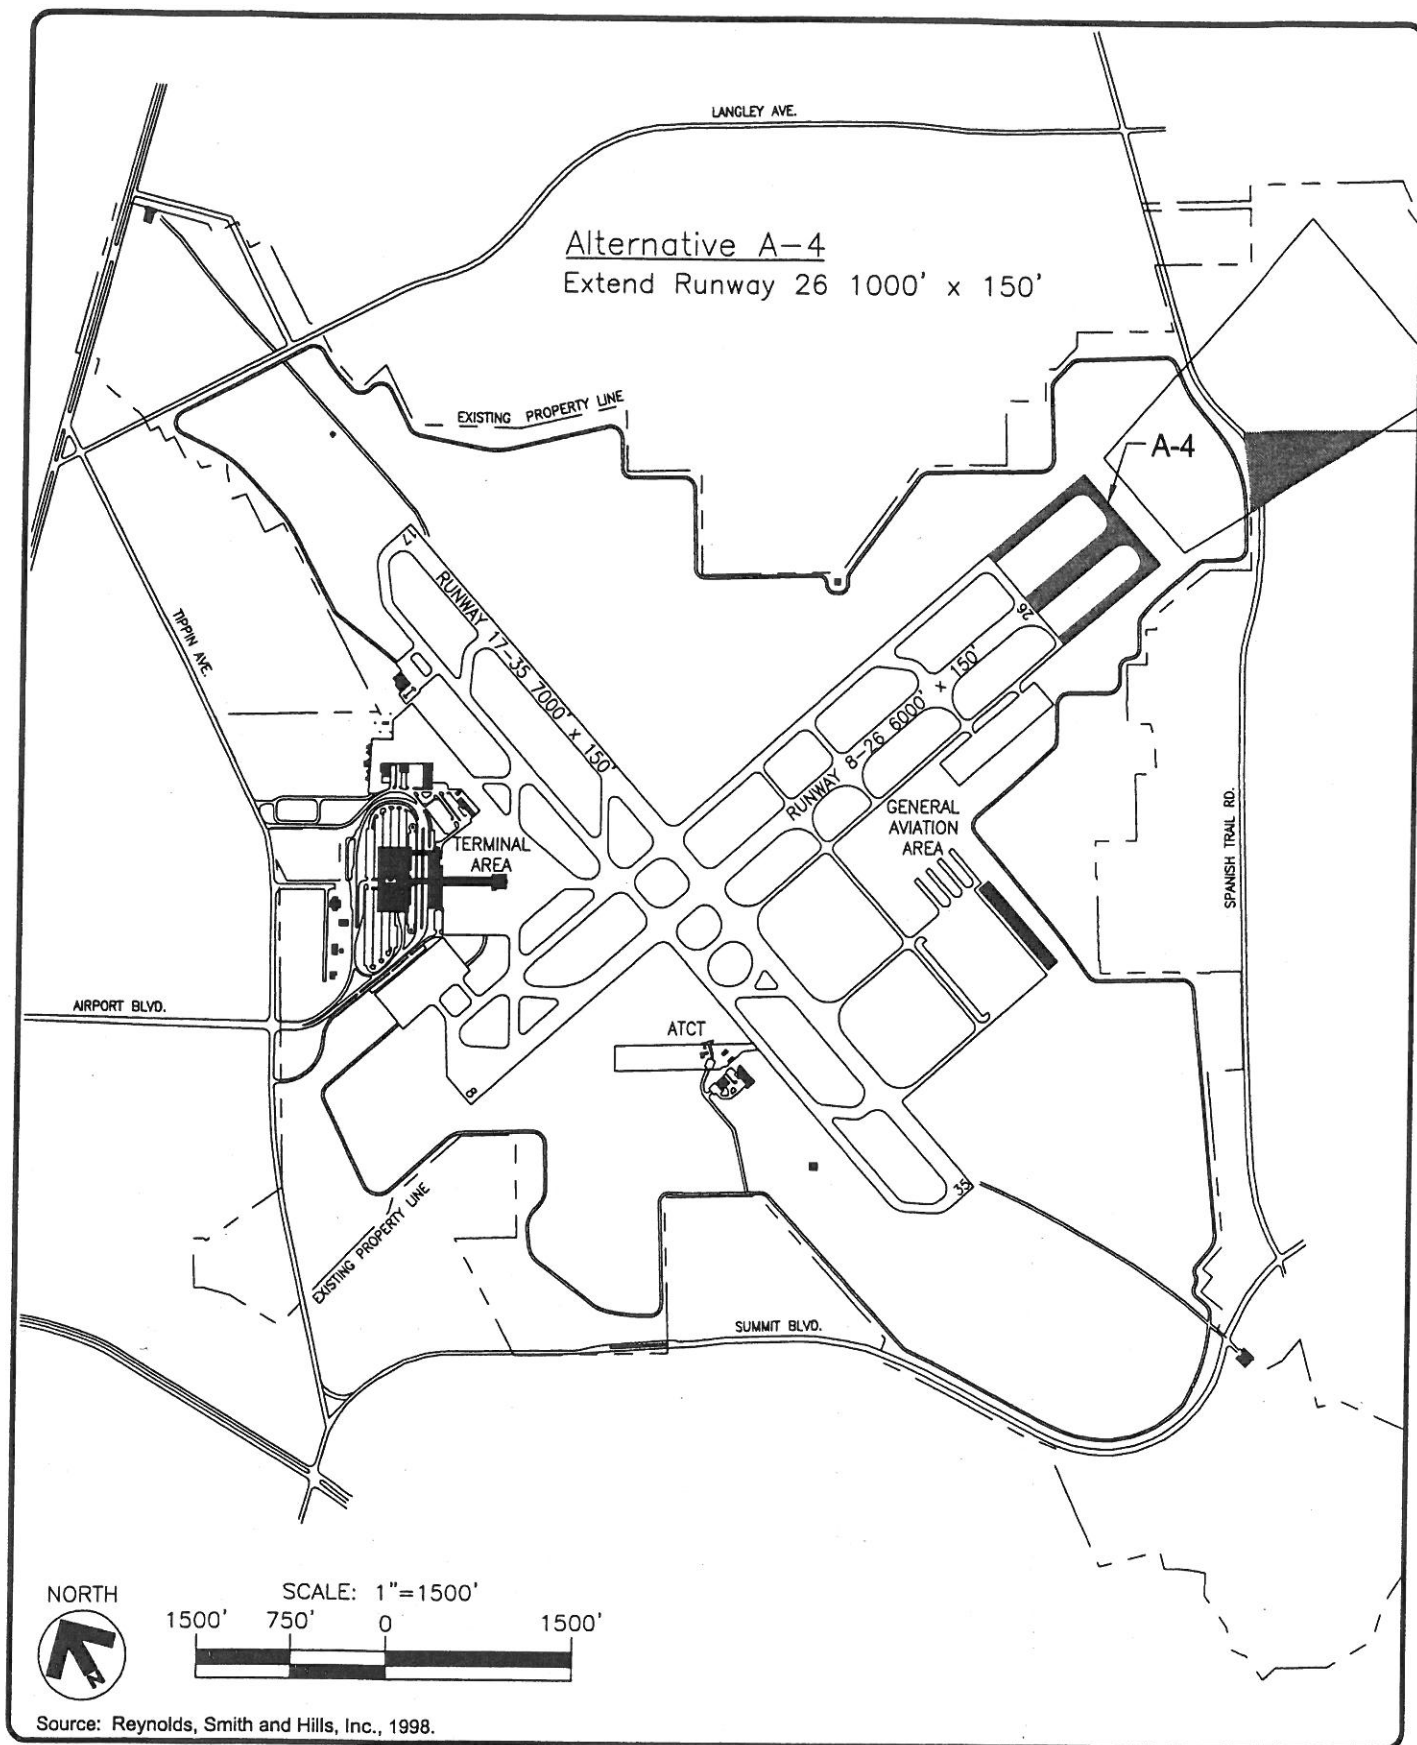 LANGLEY AVE.
Alternative A-4
Extend Runway 26 1000' x 150'
EXISTING PROPERTY LINE
A-4
17
RUNWAY 17-35 7000' x 150'
26
TIPPIN AVE.
RUNWAY 8-26 6000' x 150'
GENERAL
AVIATION
AREA
TERMINAL
AREA
SPANISH TRAIL RD.
AIRPORT BLVD.
ATCT
8
35
EXISTING PROPERTY LINE
SUMMIT BLVD.
NORTH
N
SCALE: 1"=1500'
1500' 750' 0 1500'
Source: Reynolds, Smith and Hills, Inc., 1998.